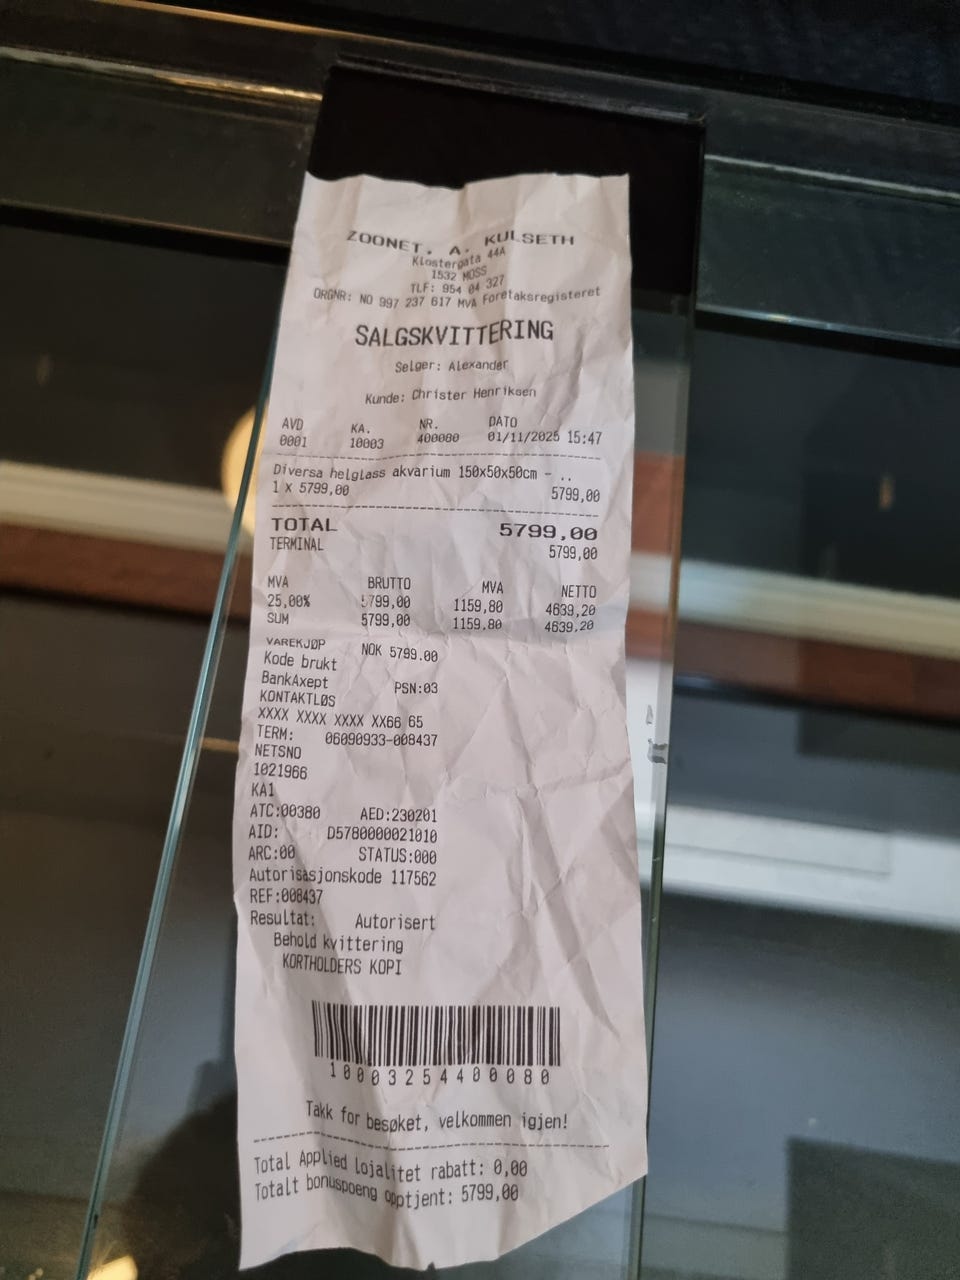 ZOONET. A. KULSETH
Klostergata 44A
1532 MOSS
TLF: 954 04 327
ORGNR: NO 997 237 617 MVA Foretaksregisteret
SALGSKVITTERING
Selger: Alexander
Kunde: Christer Henriksen
AVD KA. NR. DATO
0001 10003 400080 01/11/2025 15:47
Diversa helglass akvarium 150x50x50cm - ..
1 x 5799,00 5799,00
TOTAL 5799,00
TERMINAL 5799,00
MVA BRUTTO MVA NETTO
25,00% 5799,00 1159,80 4639,20
SUM 5799,00 1159,80 4639,20
VAREKJØP NOK 5799.00
Kode brukt
BankAxept PSN:03
KONTAKTLØS
XXXX XXXX XXXX XX66 65
TERM: 06090933-008437
NETSNO
1021966
KA1
ATC:00380 AED:230201
AID: D5780000021010
ARC:00 STATUS:000
Autorisasjonskode 117562
REF:008437
Resultat: Autorisert
Behold kvittering
KORTHOLDERS KOPI
10003254400080
Takk for besøket, velkommen igjen!
Total Applied lojalitet rabatt: 0,00
Totalt bonuspoeng opptjent: 5799,00